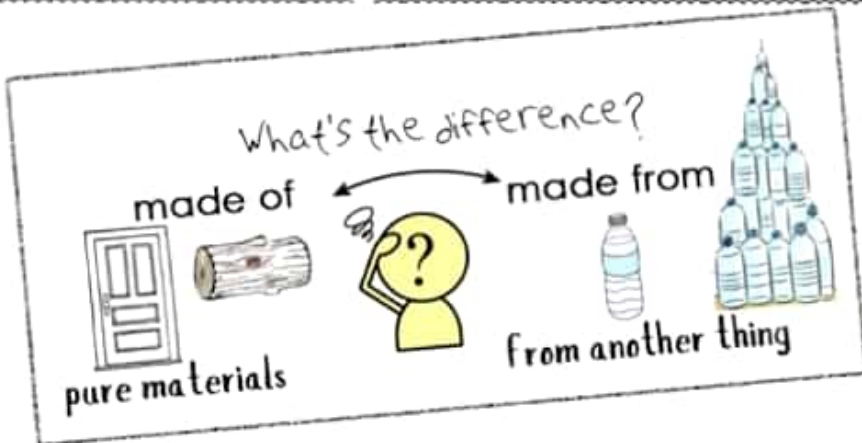 What's the difference?
made of
made from
?
pure materials
from another thing